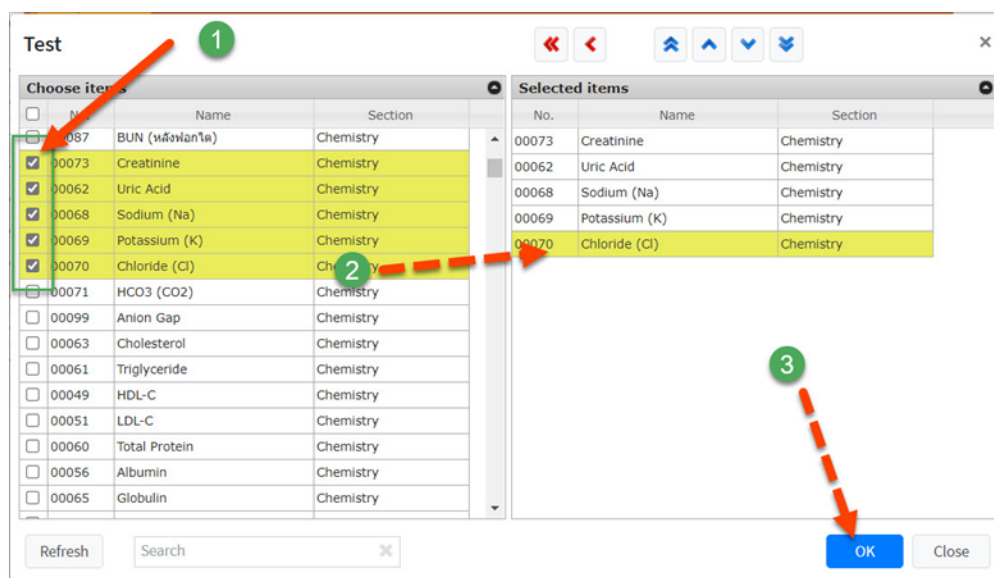 1
Test
Choose items
Selected items
Name Section
No. Name Section
00087 BUN (หลังฟอกไต) Chemistry
00073 Creatinine Chemistry
00062 Uric Acid Chemistry
00068 Sodium (Na) Chemistry
00069 Potassium (K) Chemistry
00070 Chloride (Cl) Chemistry
00071 HCO3 (CO2) Chemistry
00099 Anion Gap Chemistry
00063 Cholesterol Chemistry
00061 Triglyceride Chemistry
00049 HDL-C Chemistry
00051 LDL-C Chemistry
00060 Total Protein Chemistry
00056 Albumin Chemistry
00065 Globulin Chemistry
00073 Creatinine Chemistry
00062 Uric Acid Chemistry
00068 Sodium (Na) Chemistry
00069 Potassium (K) Chemistry
00070 Chloride (Cl) Chemistry
2
3
Refresh
Search
OK
Close